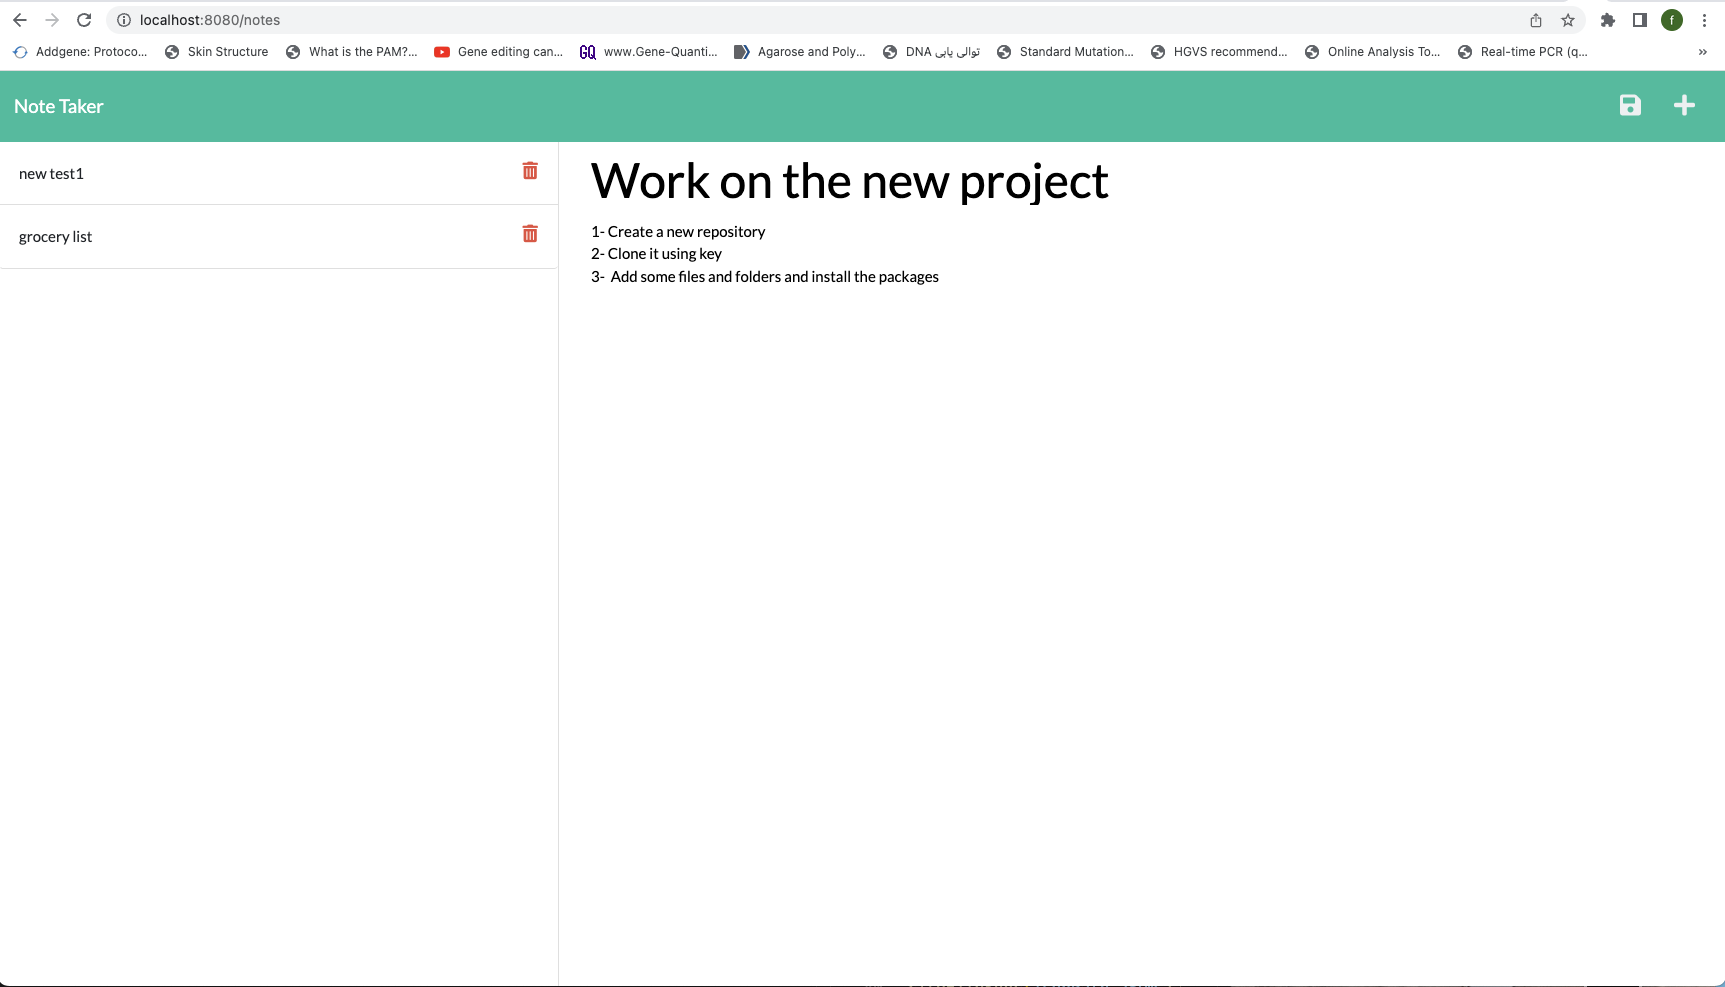 localhost:8080/notes
f
Addgene: Protoco...
Skin Structure
What is the PAM?...
Gene editing can...
GQ
www.Gene-Quanti...
Agarose and Poly...
DNA توالی یابی
Standard Mutation...
HGVS recommend...
Online Analysis To...
Real-time PCR (q...
»
Note Taker
new test1
grocery list
Work on the new project
1- Create a new repository
2- Clone it using key
3-  Add some files and folders and install the packages